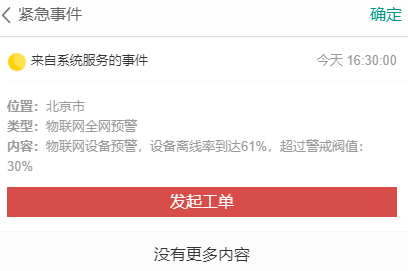 紧急事件 确定
来自系统服务的事件 今天 16:30:00
位置：北京市
类型：物联网全网预警
内容：物联网设备预警，设备离线率到达61%，超过警戒阀值：
30%
发起工单
没有更多内容